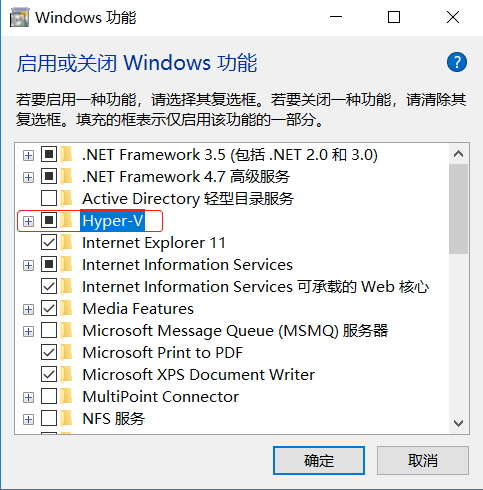 Windows 功能
启用或关闭 Windows 功能
若要启用一种功能，请选择其复选框。若要关闭一种功能，请清除其
复选框。填充的框表示仅启用该功能的一部分。
.NET Framework 3.5 (包括 .NET 2.0 和 3.0)
.NET Framework 4.7 高级服务
Active Directory 轻型目录服务
Hyper-V
Internet Explorer 11
Internet Information Services
Internet Information Services 可承载的 Web 核心
Media Features
Microsoft Message Queue (MSMQ) 服务器
Microsoft Print to PDF
Microsoft XPS Document Writer
MultiPoint Connector
NFS 服务
确定
取消